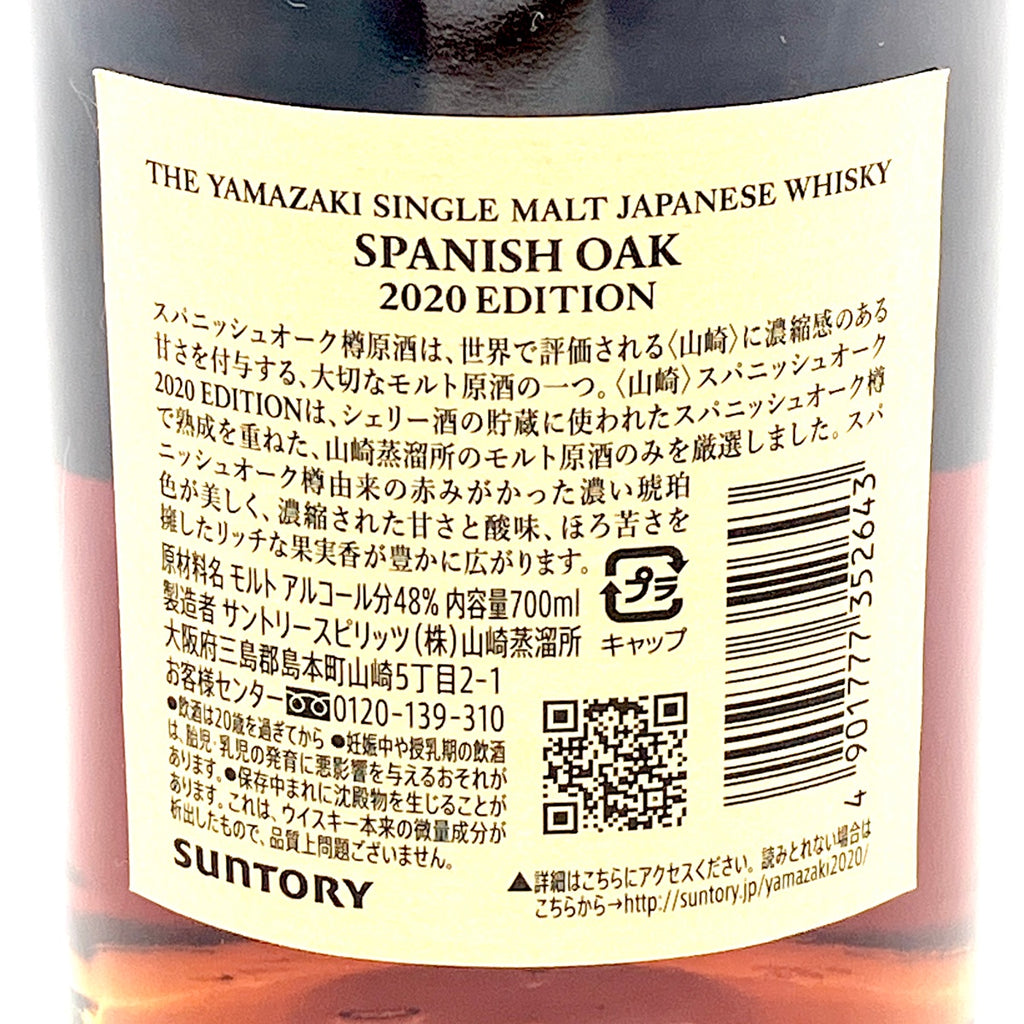 THE YAMAZAKI SINGLE MALT JAPANESE WHISKY
SPANISH OAK
2020 EDITION
スパニッシュオーク樽原酒は、世界で評価される〈山崎〉に濃縮感のある
甘さを付与する、大切なモルト原酒の一つ。〈山崎〉スパニッシュオーク
2020 EDITIONは、シェリー酒の貯蔵に使われたスパニッシュオーク樽
で熟成を重ねた、山崎蒸溜所のモルト原酒のみを厳選しました。スパ
ニッシュオーク樽由来の赤みがかった濃い琥珀
色が美しく、濃縮された甘さと酸味、ほろ苦さを
擁したリッチな果実香が豊かに広がります。
原材料名 モルト アルコール分48% 内容量700ml
製造者 サントリースピリッツ(株)山崎蒸溜所
大阪府三島郡島本町山崎5丁目2-1
お客様センター 0120-139-310
プラ
キャップ
●飲酒は20歳を過ぎてから ●妊娠中や授乳期の飲酒
は、胎児・乳児の発育に悪影響を与えるおそれが
あります。●保存中まれに沈殿物を生じることが
あります。これは、ウイスキー本来の微量成分が
析出したもので、品質上問題ございません。
SUNTORY
4 901777 352643
▲詳細はこちらにアクセスください。読みとれない場合は
こちらから→http://suntory.jp/yamazaki2020/